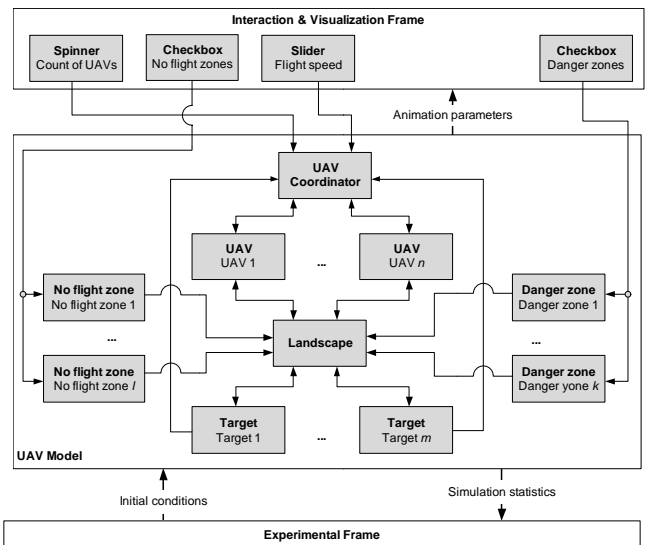 Interaction & Visualization Frame
Spinner
Count of UAVs
Checkbox
No flight zones
Slider
Flight speed
Checkbox
Danger zones
Animation parameters
UAV
Coordinator
UAV
UAV 1
...
UAV
UAV n
No flight zone
No flight zone 1
...
No flight zone
No flight zone l
Landscape
Danger zone
Danger zone 1
...
Danger zone
Danger yone k
Target
Target 1
...
Target
Target m
UAV Model
Initial conditions
Simulation statistics
Experimental Frame